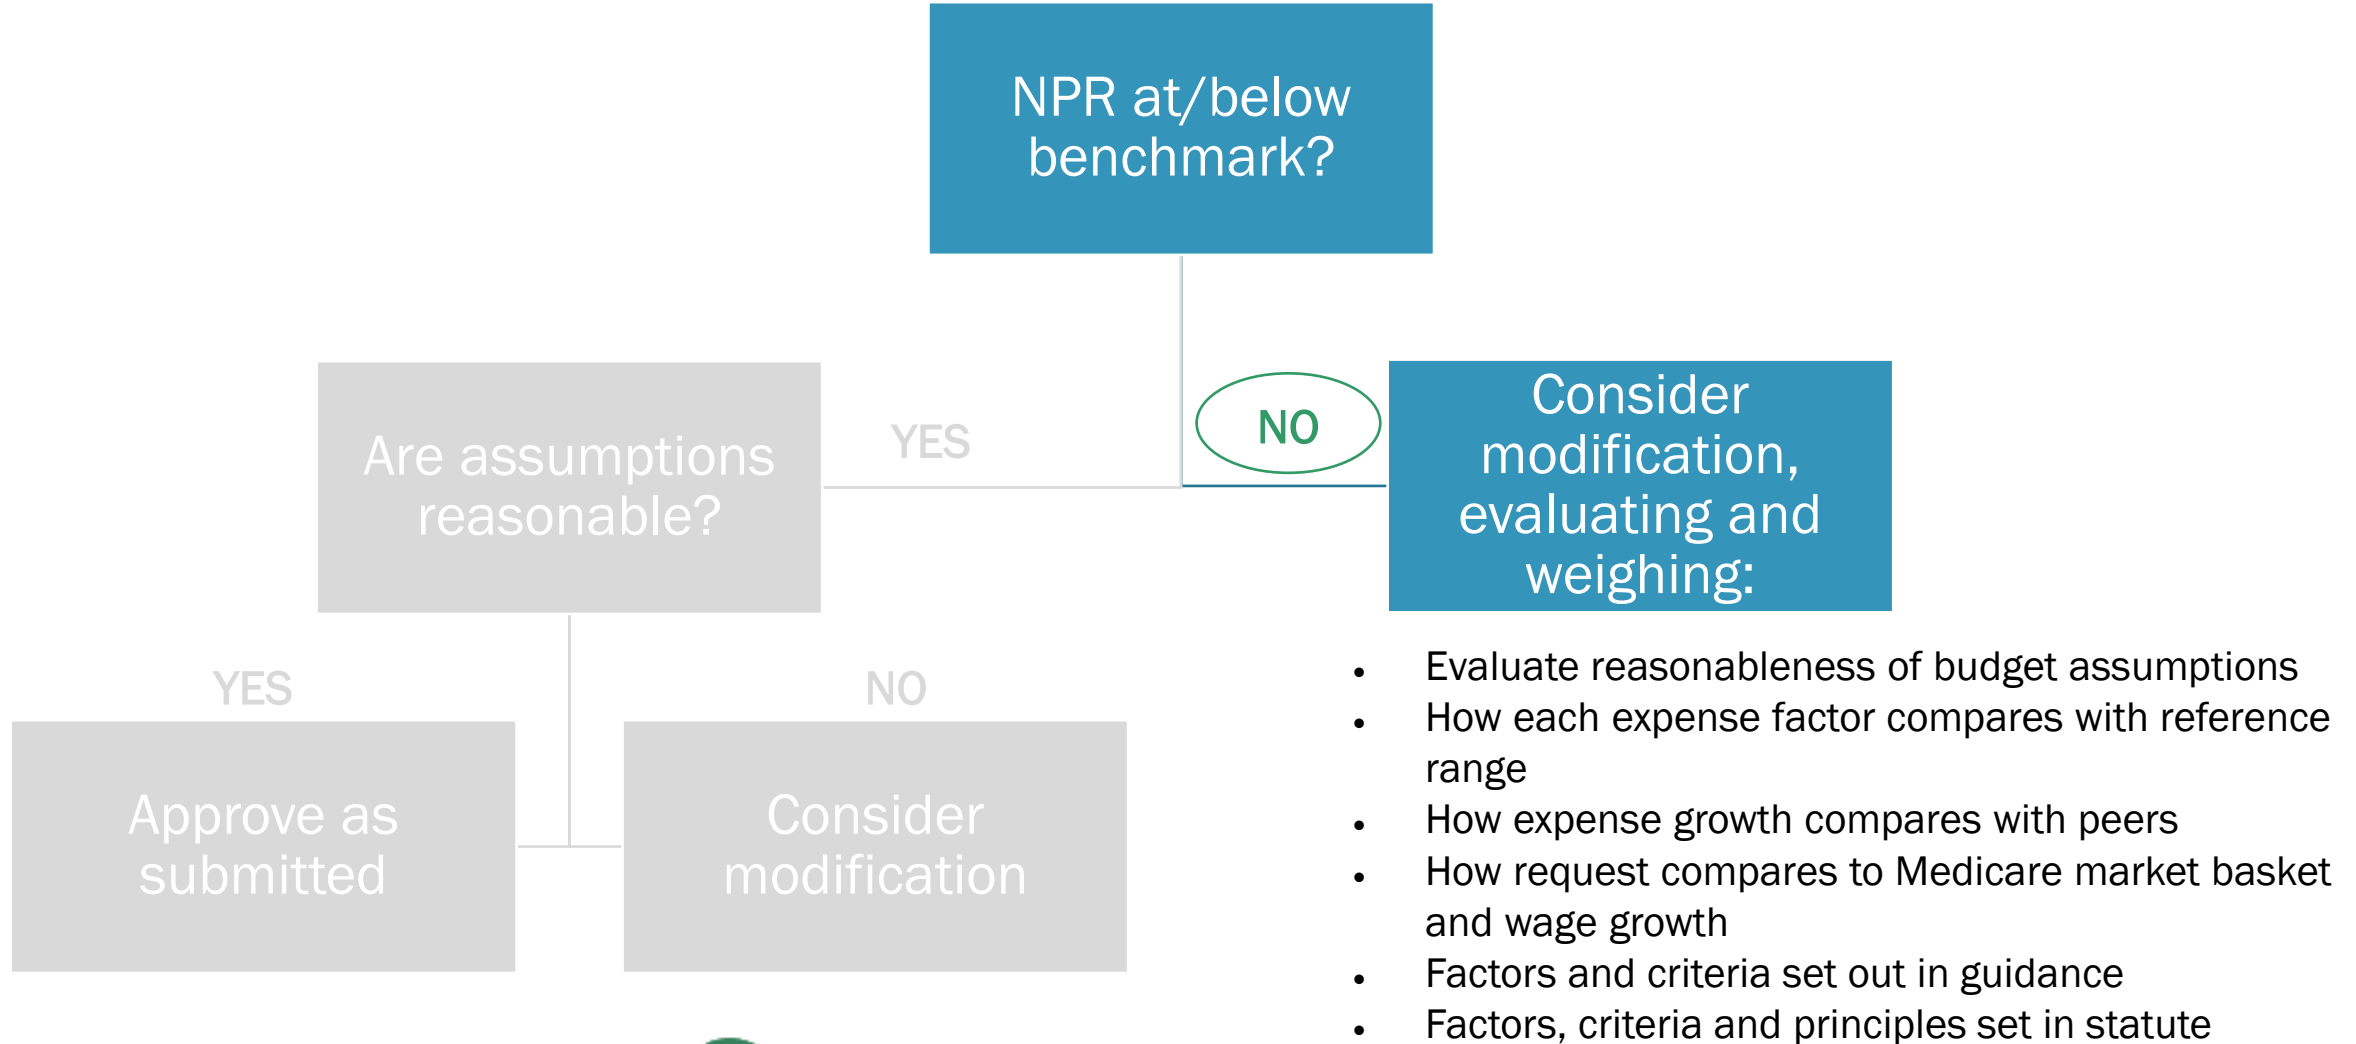 NPR at/below
benchmark?
YES
NO
Are assumptions
reasonable?
Consider
modification,
evaluating and
weighing:
YES
NO
Approve as
submitted
Consider
modification
• Evaluate reasonableness of budget assumptions
• How each expense factor compares with reference
range
• How expense growth compares with peers
• How request compares to Medicare market basket
and wage growth
• Factors and criteria set out in guidance
• Factors, criteria and principles set in statute